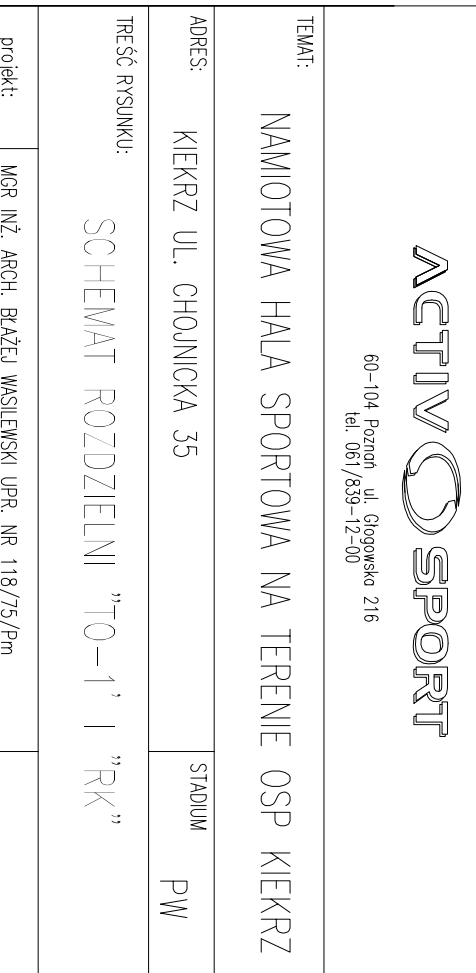 ACTIV SPORT
60-104 Poznań ul. Głogowska 216
tel. 061/839-12-00
TEMAT:
NAMIOTOWA HALA SPORTOWA NA TERENIE OSP KIEKRZ
ADRES:
KIEKRZ UL. CHOJNICKA 35
STADIUM
PW
TREŚĆ RYSUNKU:
SCHEMAT ROZDZIELNI "TO-1' I "RK"
projekt:
MGR INŻ. ARCH. BŁAŻEJ WASILEWSKI UPR. NR 118/75/Pm